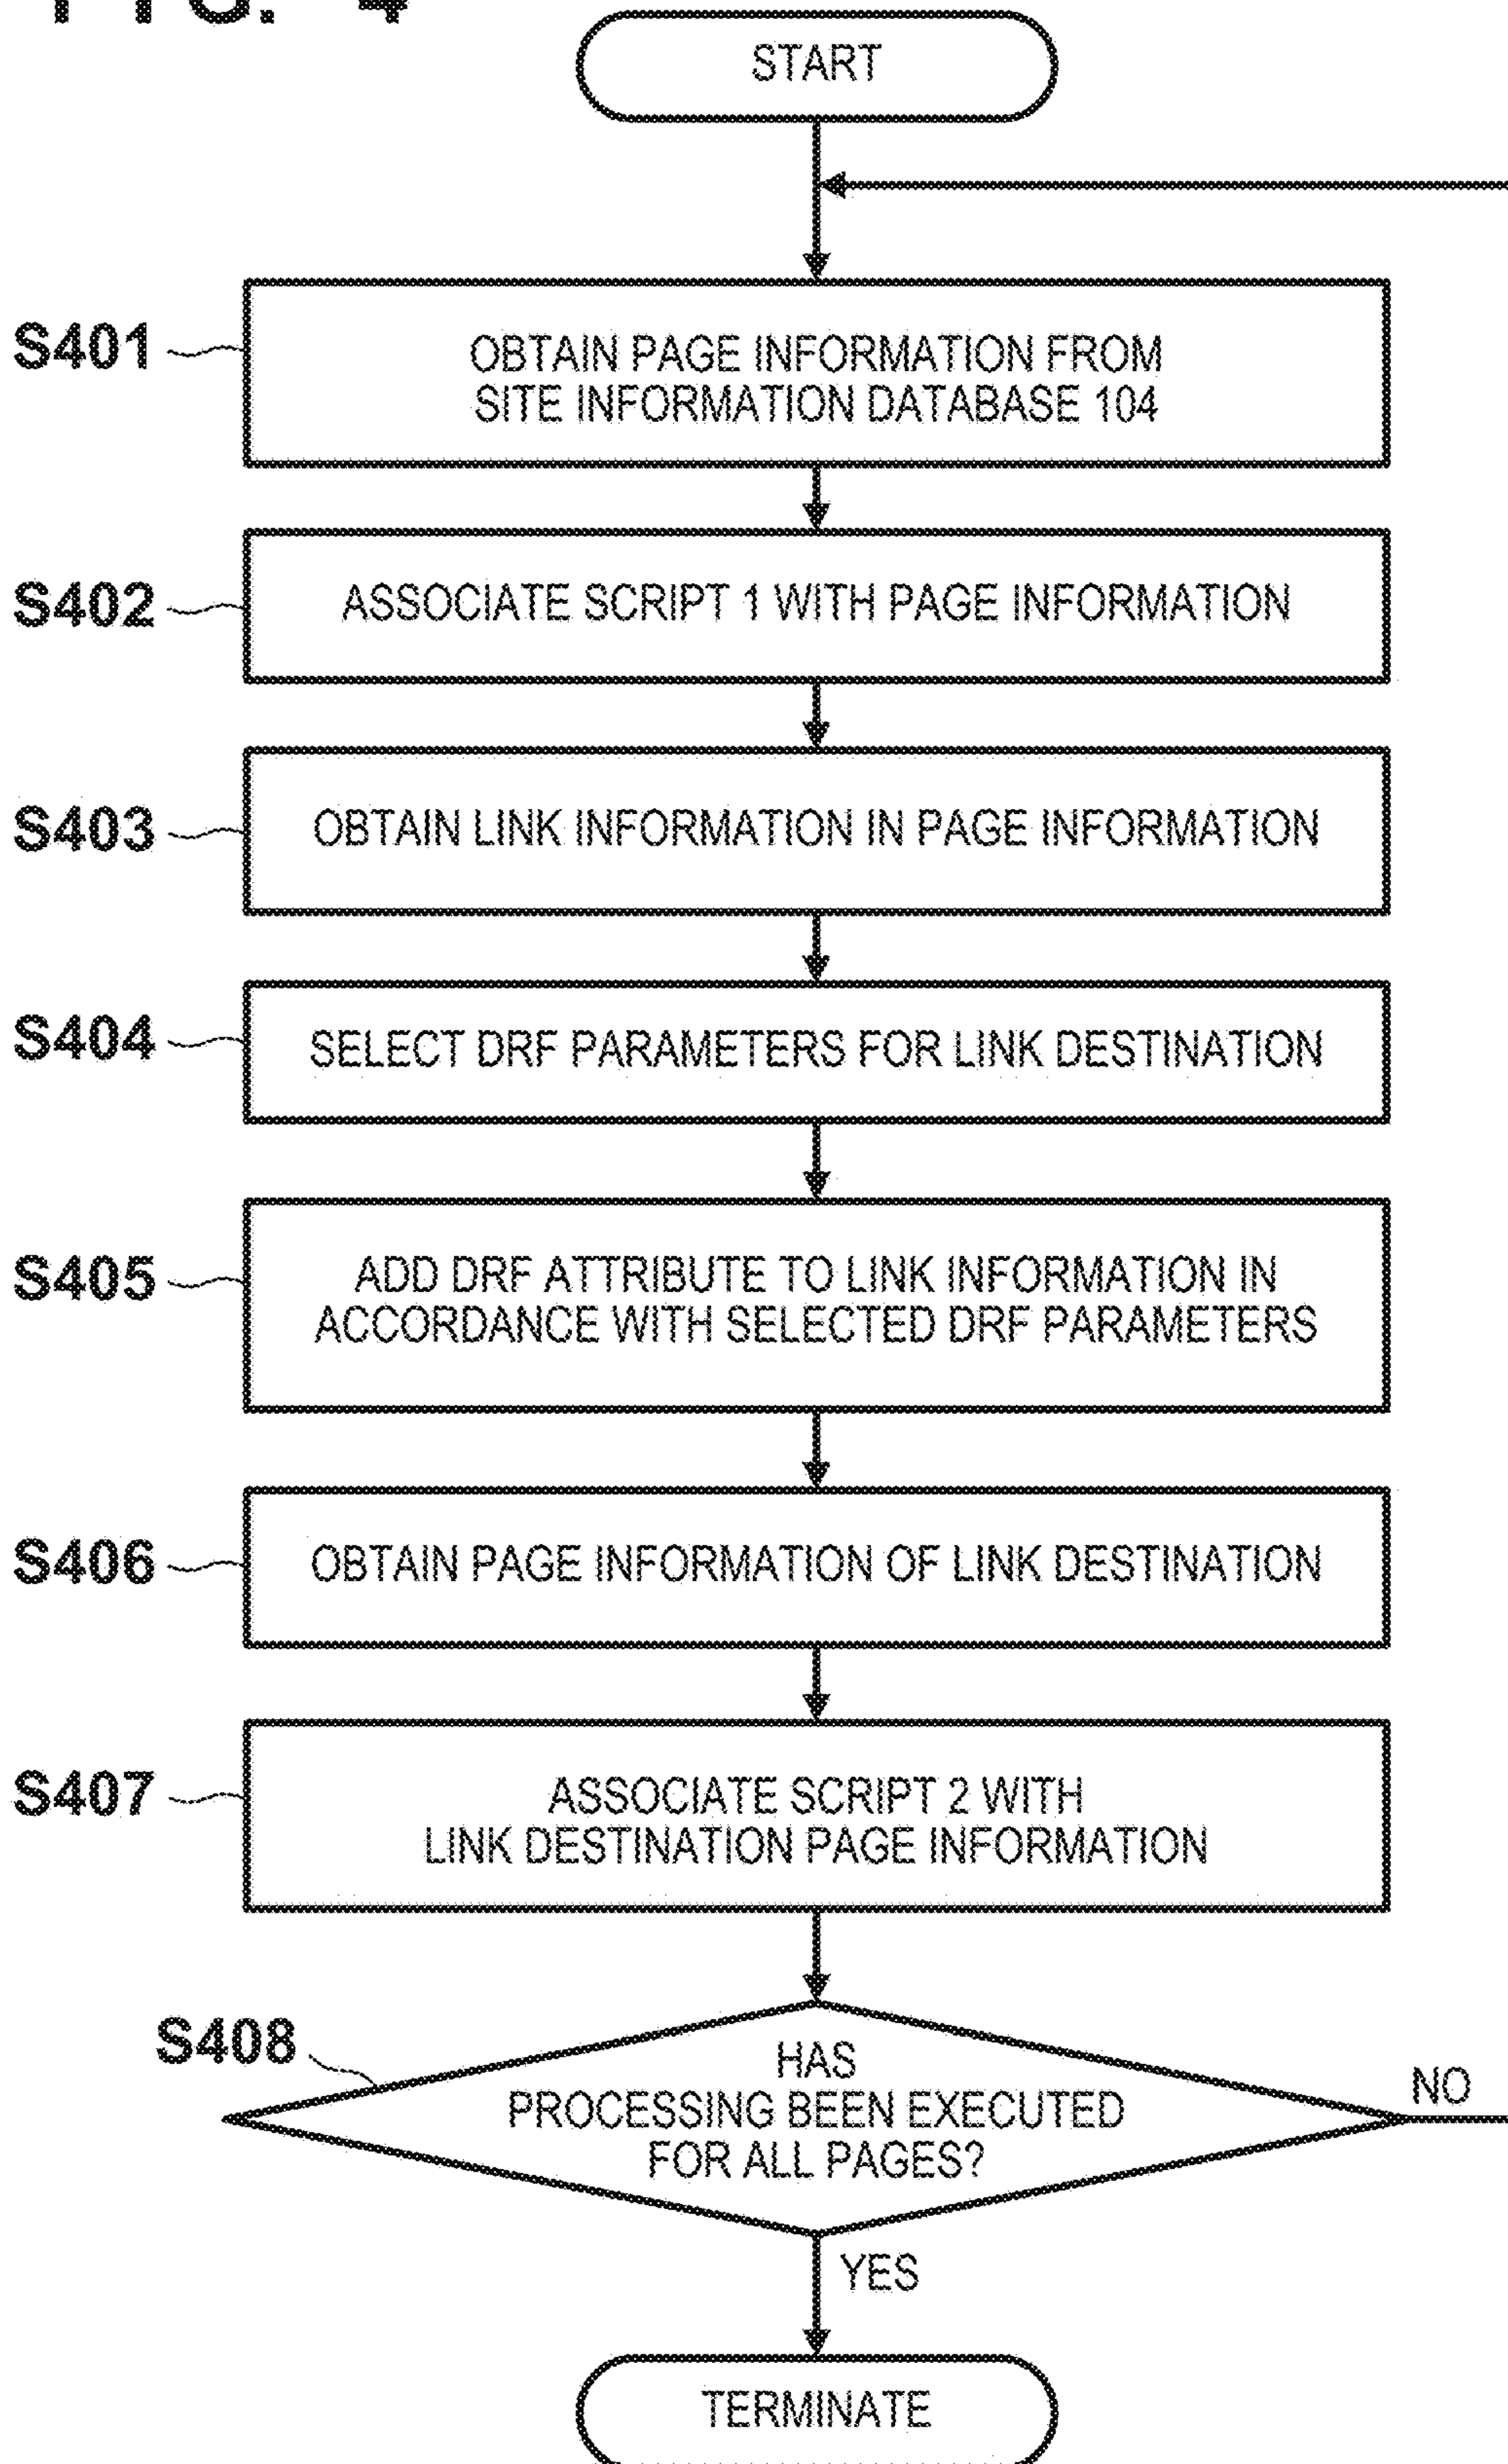 FIG. 4
START
S401
OBTAIN PAGE INFORMATION FROM
SITE INFORMATION DATABASE 104
S402
ASSOCIATE SCRIPT 1 WITH PAGE INFORMATION
S403
OBTAIN LINK INFORMATION IN PAGE INFORMATION
S404
SELECT DRF PARAMETERS FOR LINK DESTINATION
S405
ADD DRF ATTRIBUTE TO LINK INFORMATION IN
ACCORDANCE WITH SELECTED DRF PARAMETERS
S406
OBTAIN PAGE INFORMATION OF LINK DESTINATION
S407
ASSOCIATE SCRIPT 2 WITH
LINK DESTINATION PAGE INFORMATION
S408
HAS
PROCESSING BEEN EXECUTED
FOR ALL PAGES?
NO
YES
TERMINATE